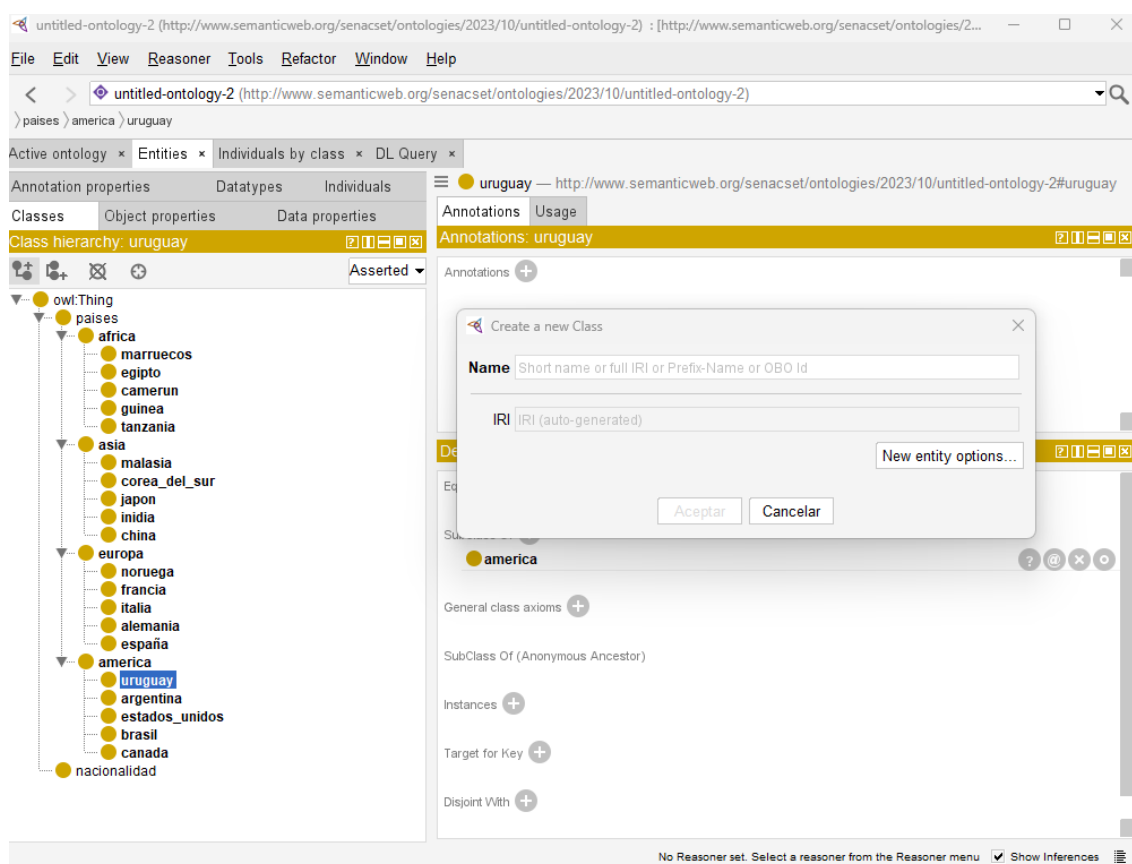 untitled-ontology-2 (http://www.semanticweb.org/senacset/ontologies/2023/10/untitled-ontology-2) : [http://www.semanticweb.org/senacset/ontologies/2...
File Edit View Reasoner Tools Refactor Window Help
untitled-ontology-2 (http://www.semanticweb.org/senacset/ontologies/2023/10/untitled-ontology-2)
paises america uruguay
Active ontology × Entities × Individuals by class × DL Query ×
Annotation properties Datatypes Individuals
Classes Object properties Data properties
Class hierarchy: uruguay
Asserted
owl:Thing
paises
africa
marruecos
egipto
camerun
guinea
tanzania
asia
malasia
corea_del_sur
japon
inidia
china
europa
noruega
francia
italia
alemania
españa
america
uruguay
argentina
estados_unidos
brasil
canada
nacionalidad
uruguay — http://www.semanticweb.org/senacset/ontologies/2023/10/untitled-ontology-2#uruguay
Annotations Usage
Annotations: uruguay
Annotations
Create a new Class
Name Short name or full IRI or Prefix-Name or OBO Id
IRI IRI (auto-generated)
New entity options...
Aceptar Cancelar
De
Eq
america
General class axioms
SubClass Of (Anonymous Ancestor)
Instances
Target for Key
Disjoint With
No Reasoner set. Select a reasoner from the Reasoner menu Show Inferences